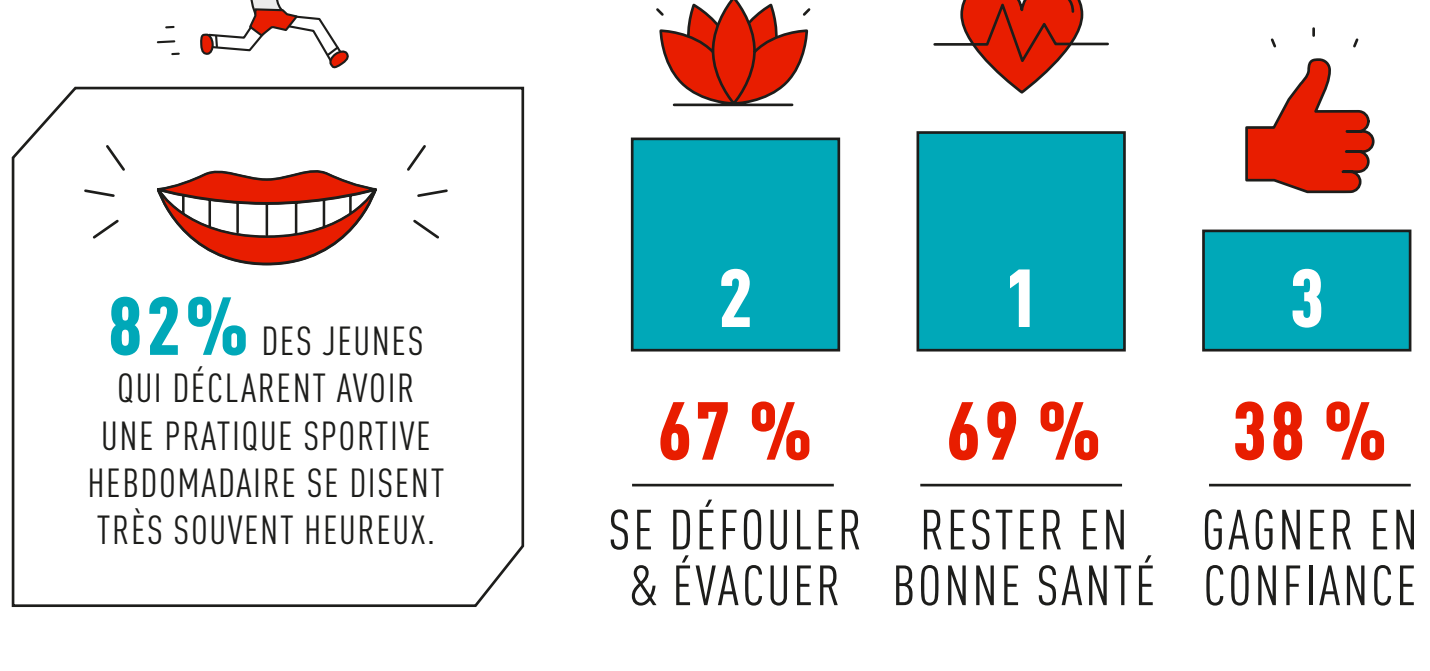 82% DES JEUNES
QUI DÉCLARENT AVOIR
UNE PRATIQUE SPORTIVE
HEBDOMADAIRE SE DISENT
TRÈS SOUVENT HEUREUX.
2
67 %
SE DÉFOULER
& ÉVACUER
1
69 %
RESTER EN
BONNE SANTÉ
3
38 %
GAGNER EN
CONFIANCE